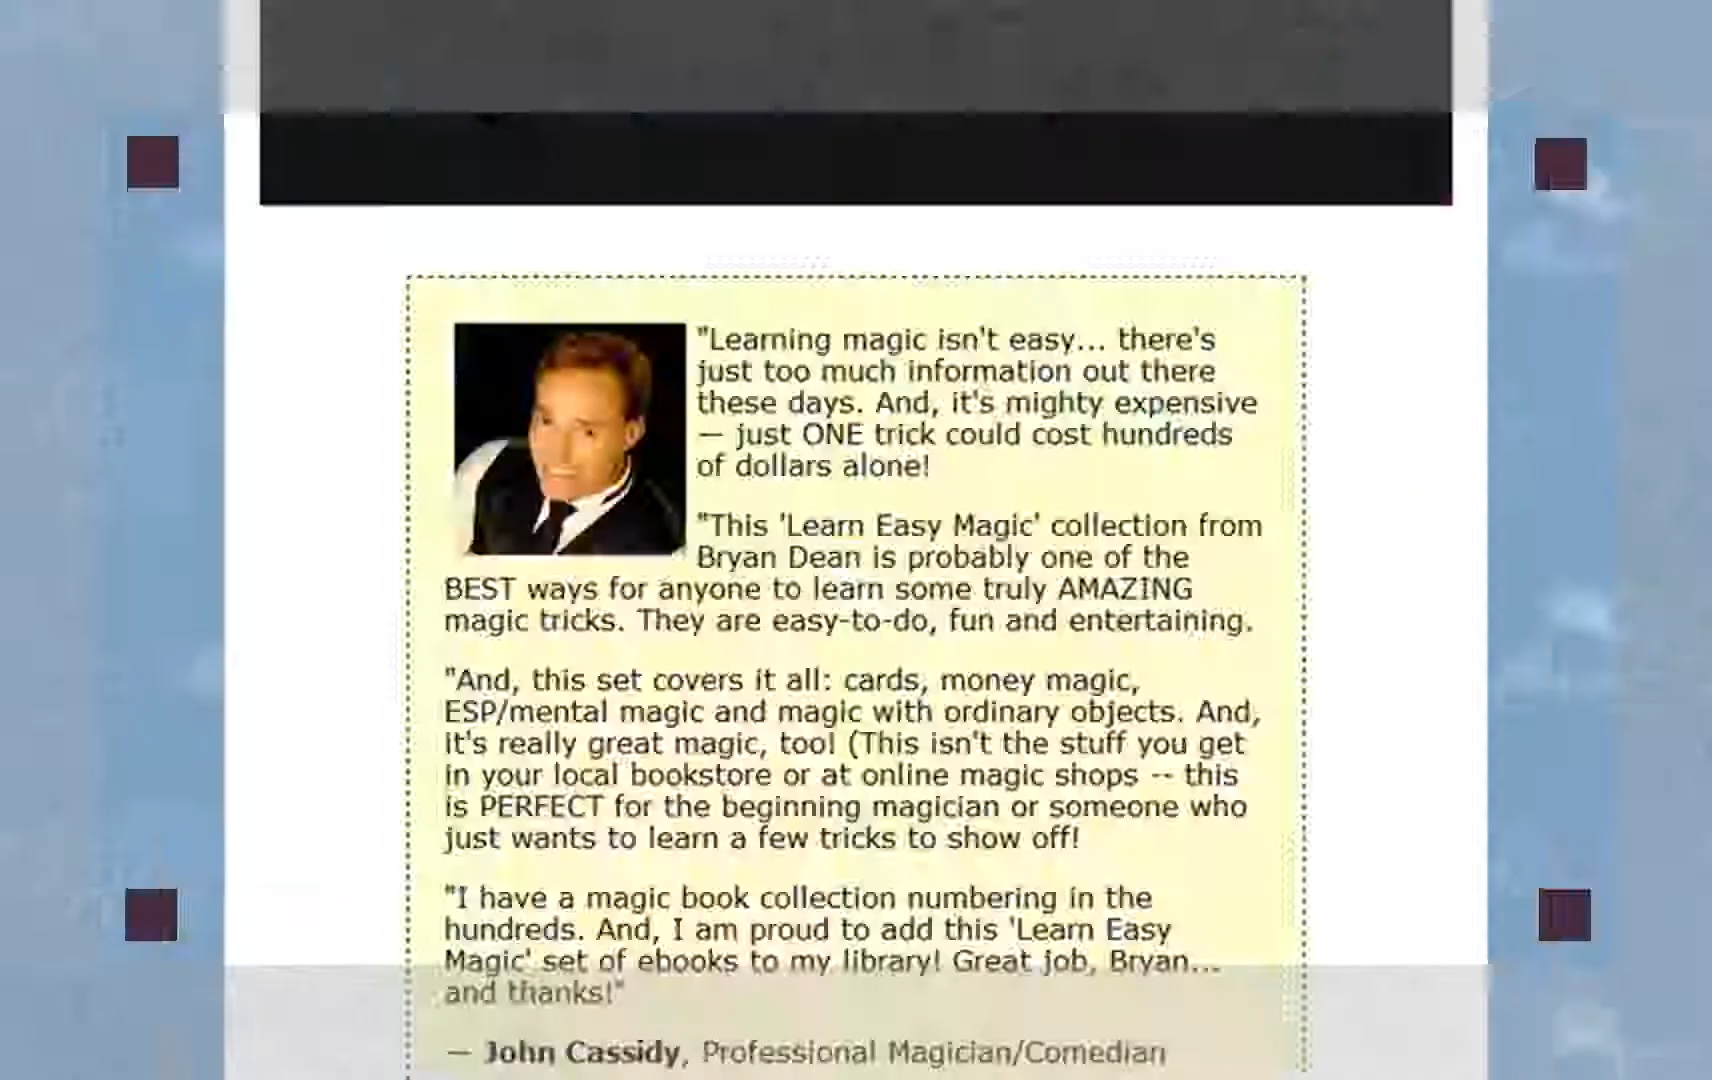 "Learning magic isn't easy... there's
just too much information out there
these days. And, it's mighty expensive
— just ONE trick could cost hundreds
of dollars alone!
"This 'Learn Easy Magic' collection from
Bryan Dean is probably one of the
BEST ways for anyone to learn some truly AMAZING
magic tricks. They are easy-to-do, fun and entertaining.
"And, this set covers it all: cards, money magic,
ESP/mental magic and magic with ordinary objects. And,
it's really great magic, too! (This isn't the stuff you get
in your local bookstore or at online magic shops -- this
is PERFECT for the beginning magician or someone who
just wants to learn a few tricks to show off!
"I have a magic book collection numbering in the
hundreds. And, I am proud to add this 'Learn Easy
Magic' set of ebooks to my library! Great job, Bryan...
and thanks!"
— John Cassidy, Professional Magician/Comedian